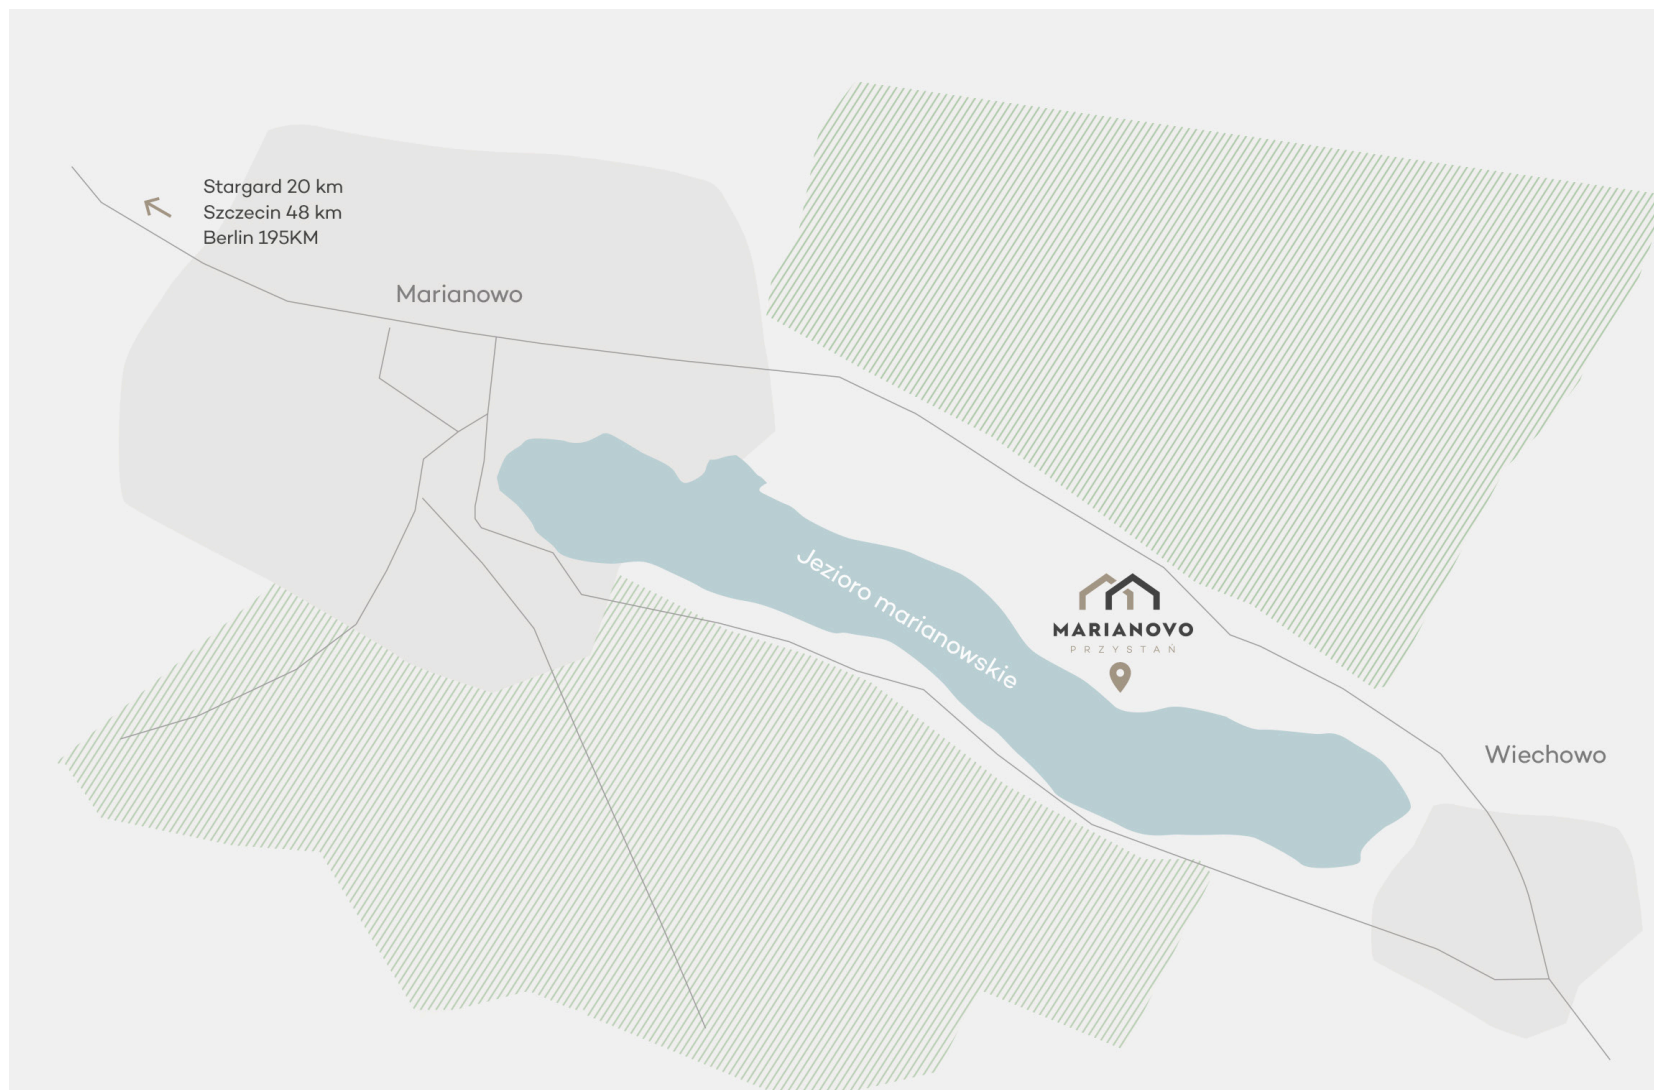 Stargard 20 km
Szczecin 48 km
Berlin 195KM
Marianowo
Jezioro marianowskie
MARIANOVO
PRZYSTAŃ
Wiechowo